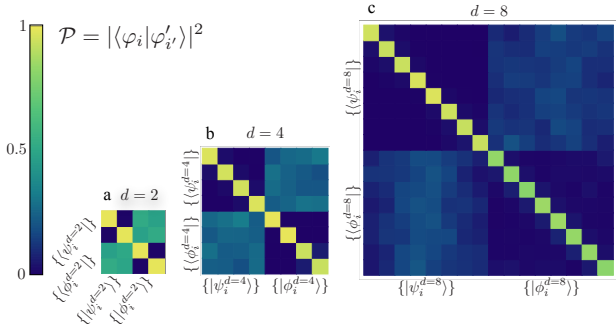 𝒫 = |⟨φ_i|φ′_{i′}⟩|²
1
0.5
0
a d = 2
{⟨ψ_i^{d=2}|}
{⟨ϕ_i^{d=2}|}
{|ψ_i^{d=2}⟩}
{|ϕ_i^{d=2}⟩}
b
d = 4
{⟨ψ_i^{d=4}|}
{⟨ϕ_i^{d=4}|}
{|ψ_i^{d=4}⟩} {|ϕ_i^{d=4}⟩}
c
d = 8
{⟨ψ_i^{d=8}|}
{⟨ϕ_i^{d=8}|}
{|ψ_i^{d=8}⟩} {|ϕ_i^{d=8}⟩}